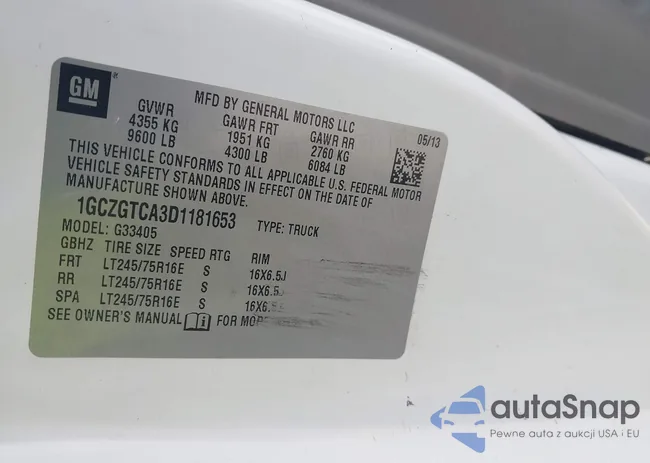 GM
MFD BY GENERAL MOTORS LLC
GVWR GAWR FRT GAWR RR 05/13
4355 KG 1951 KG 2760 KG
9600 LB 4300 LB 6084 LB
THIS VEHICLE CONFORMS TO ALL APPLICABLE U.S. FEDERAL MOTOR
VEHICLE SAFETY STANDARDS IN EFFECT ON THE DATE OF
MANUFACTURE SHOWN ABOVE.
1GCZGTCA3D1181653 TYPE: TRUCK
MODEL: G33405
GBHZ TIRE SIZE SPEED RTG RIM
FRT LT245/75R16E S 16X6.5J
RR LT245/75R16E S 16X6.5J
SPA LT245/75R16E S 16X6.5
SEE OWNER'S MANUAL FOR
autaSnap
Pewne auta z aukcji USA i EU